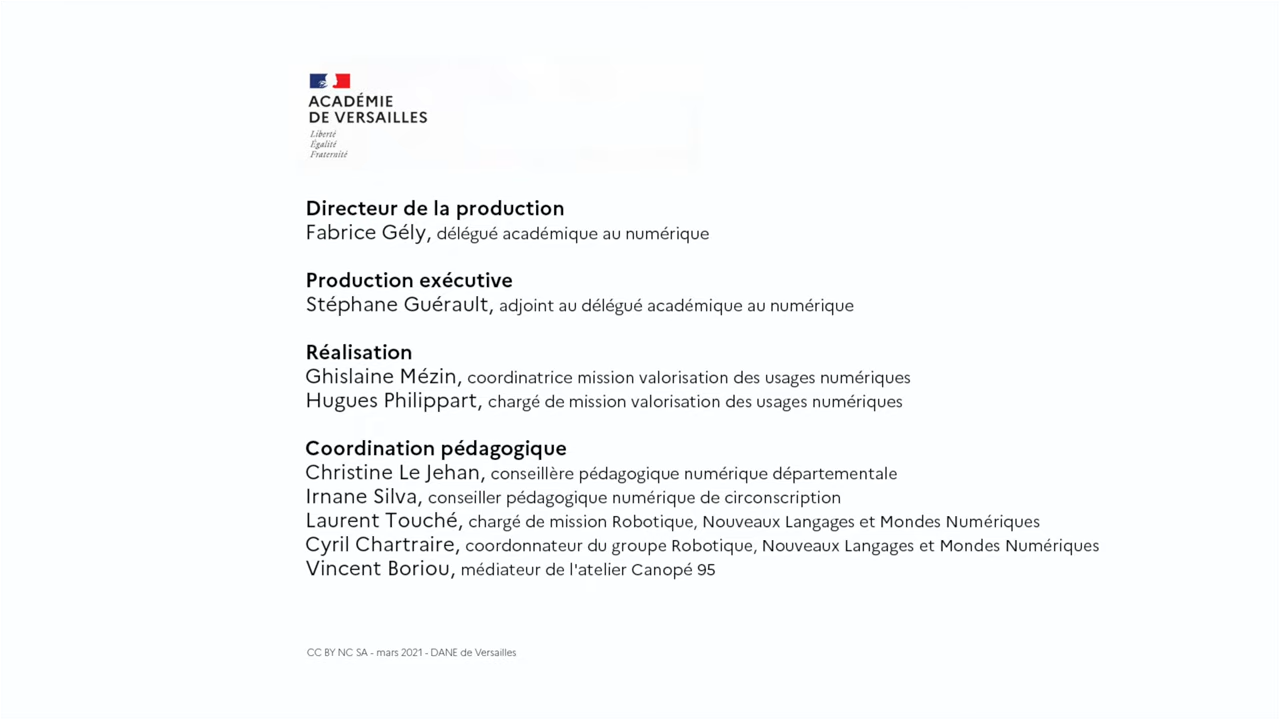 ACADÉMIE
DE VERSAILLES
Liberté
Égalité
Fraternité
Directeur de la production
Fabrice Gély, délégué académique au numérique
Production exécutive
Stéphane Guérault, adjoint au délégué académique au numérique
Réalisation
Ghislaine Mézin, coordinatrice mission valorisation des usages numériques
Hugues Philippart, chargé de mission valorisation des usages numériques
Coordination pédagogique
Christine Le Jehan, conseillère pédagogique numérique départementale
Irnane Silva, conseiller pédagogique numérique de circonscription
Laurent Touché, chargé de mission Robotique, Nouveaux Langages et Mondes Numériques
Cyril Chartraire, coordonnateur du groupe Robotique, Nouveaux Langages et Mondes Numériques
Vincent Boriou, médiateur de l'atelier Canopé 95
CC BY NC SA - mars 2021 - DANE de Versailles